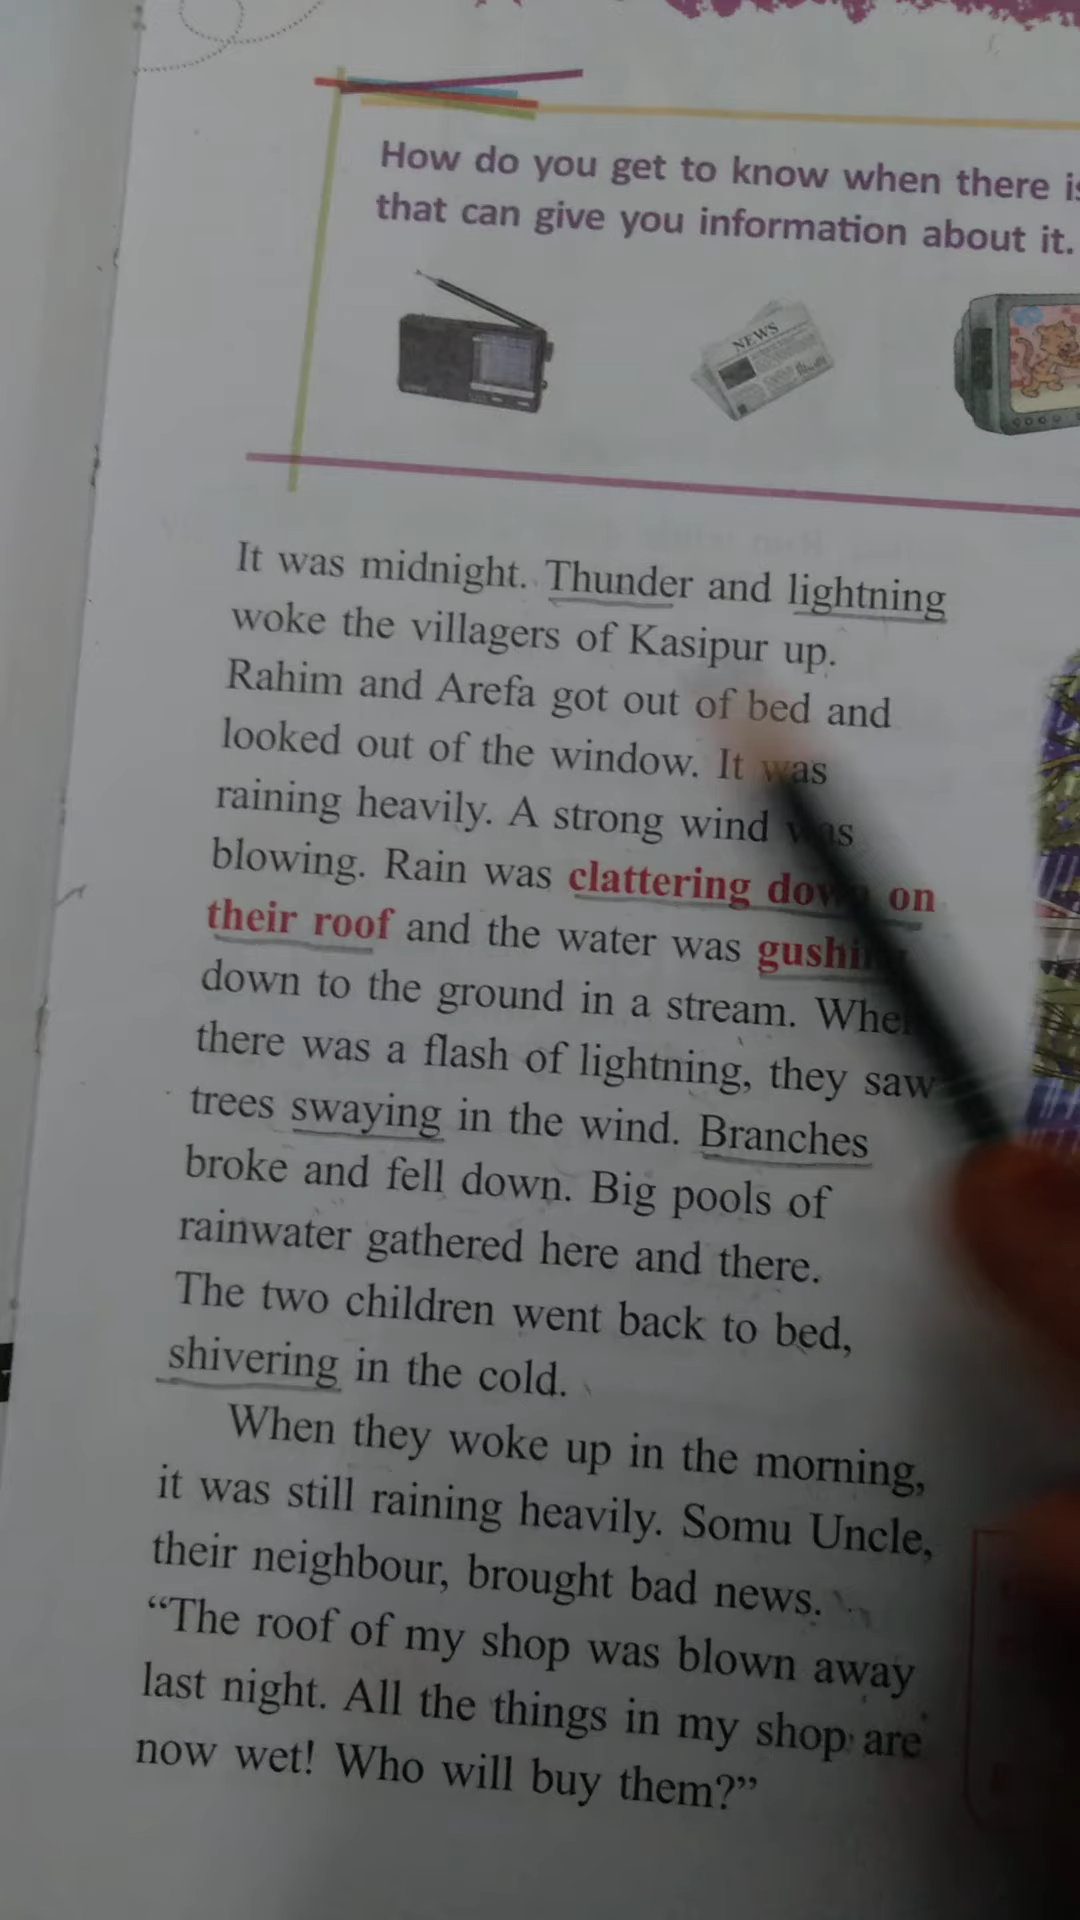 How do you get to know when there is
that can give you information about it.
NEWS
It was midnight. Thunder and lightning
woke the villagers of Kasipur up.
Rahim and Arefa got out of bed and
looked out of the window. It was
raining heavily. A strong wind was
blowing. Rain was clattering down on
their roof and the water was
down to the ground in a stream.
there was a flash of lightning, they saw
trees swaying in the wind. Branches
broke and fell down. Big pools of
rainwater gathered here and there.
The two children went back to bed,
shivering in the cold.
When they woke up in the morning,
it was still raining heavily. Somu Uncle,
their neighbour, brought bad news.
“The roof of my shop was blown away
last night. All the things in my shop are
now wet! Who will buy them?”